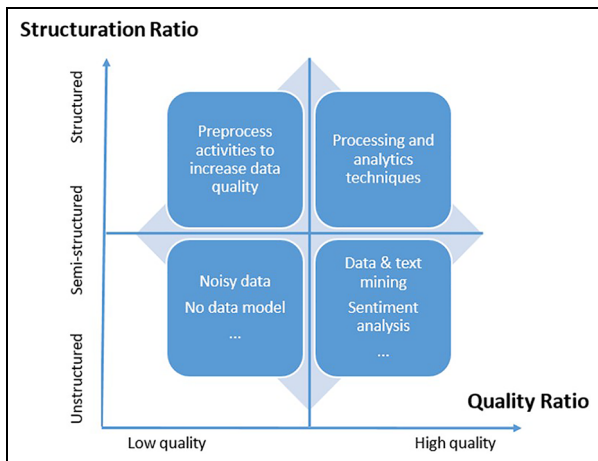 Structuration Ratio
Structured
Semi-structured
Unstructured
Preprocess
activities to
increase data
quality
Processing and
analytics
techniques
Noisy data
No data model
...
Data & text
mining
Sentiment
analysis
...
Quality Ratio
Low quality
High quality